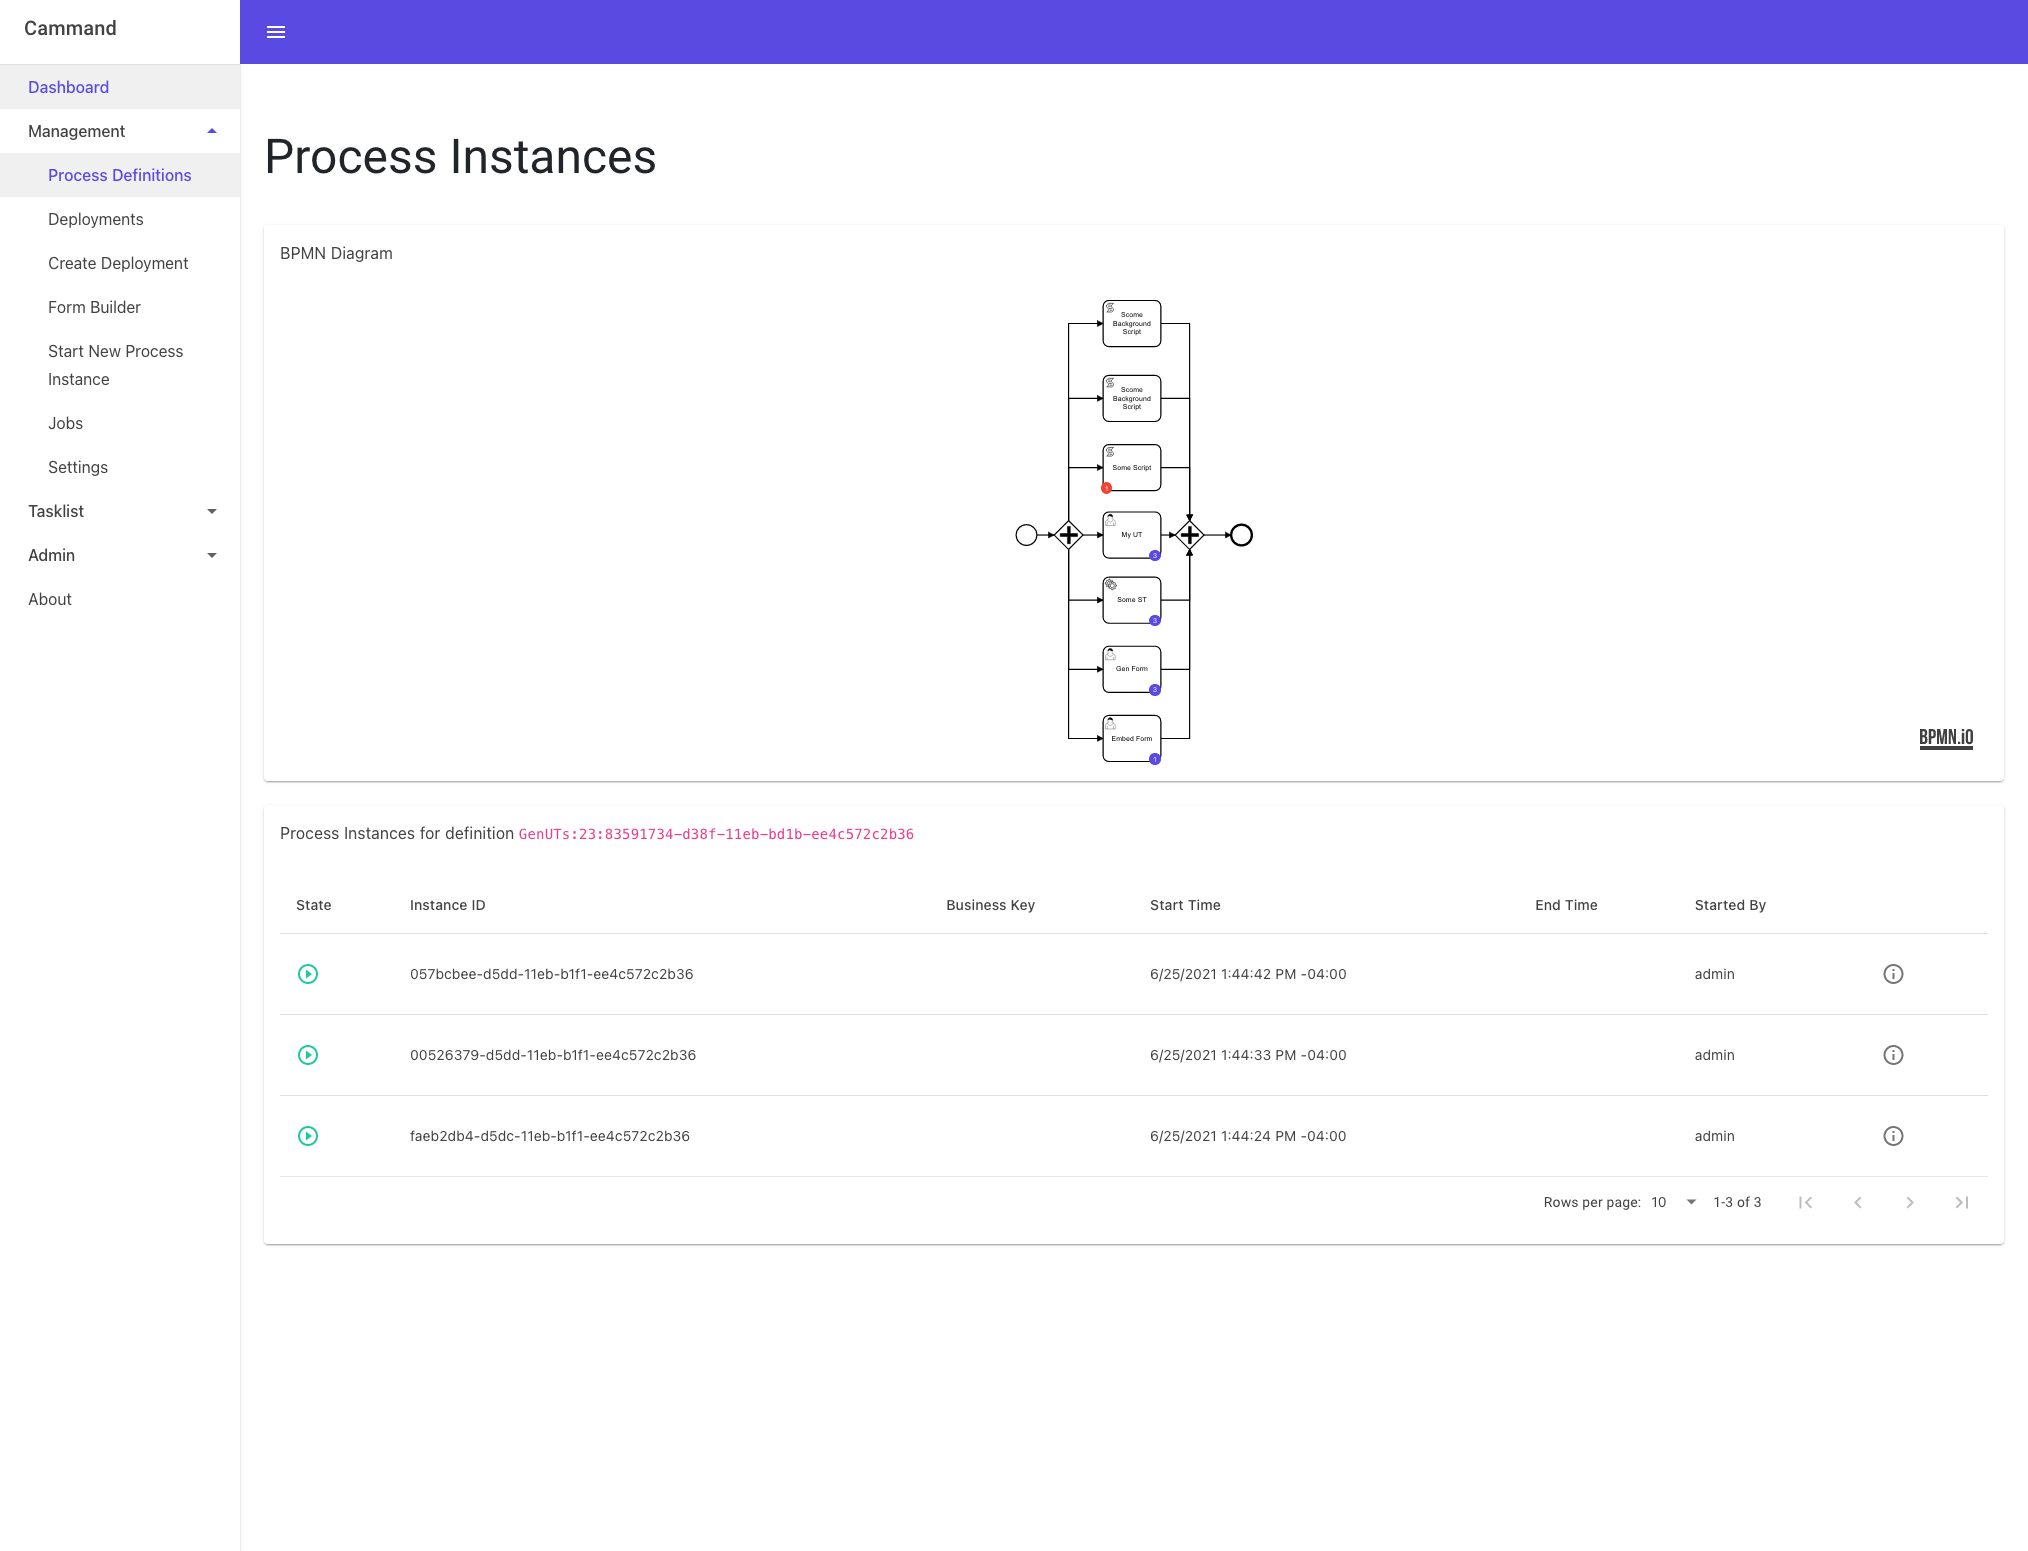 Cammand
Dashboard
Management
Process Definitions
Deployments
Create Deployment
Form Builder
Start New Process
Instance
Jobs
Settings
Tasklist
Admin
About
Process Instances
BPMN Diagram
Scome
Background
Script
Scome
Background
Script
Some Script
1
My UT
3
Some ST
3
Gen Form
3
Embed Form
1
BPMN.iO
Process Instances for definition GenUTs:23:83591734-d38f-11eb-bd1b-ee4c572c2b36
State Instance ID Business Key Start Time End Time Started By
057bcbee-d5dd-11eb-b1f1-ee4c572c2b36 6/25/2021 1:44:42 PM -04:00 admin
00526379-d5dd-11eb-b1f1-ee4c572c2b36 6/25/2021 1:44:33 PM -04:00 admin
faeb2db4-d5dc-11eb-b1f1-ee4c572c2b36 6/25/2021 1:44:24 PM -04:00 admin
Rows per page: 10 1-3 of 3